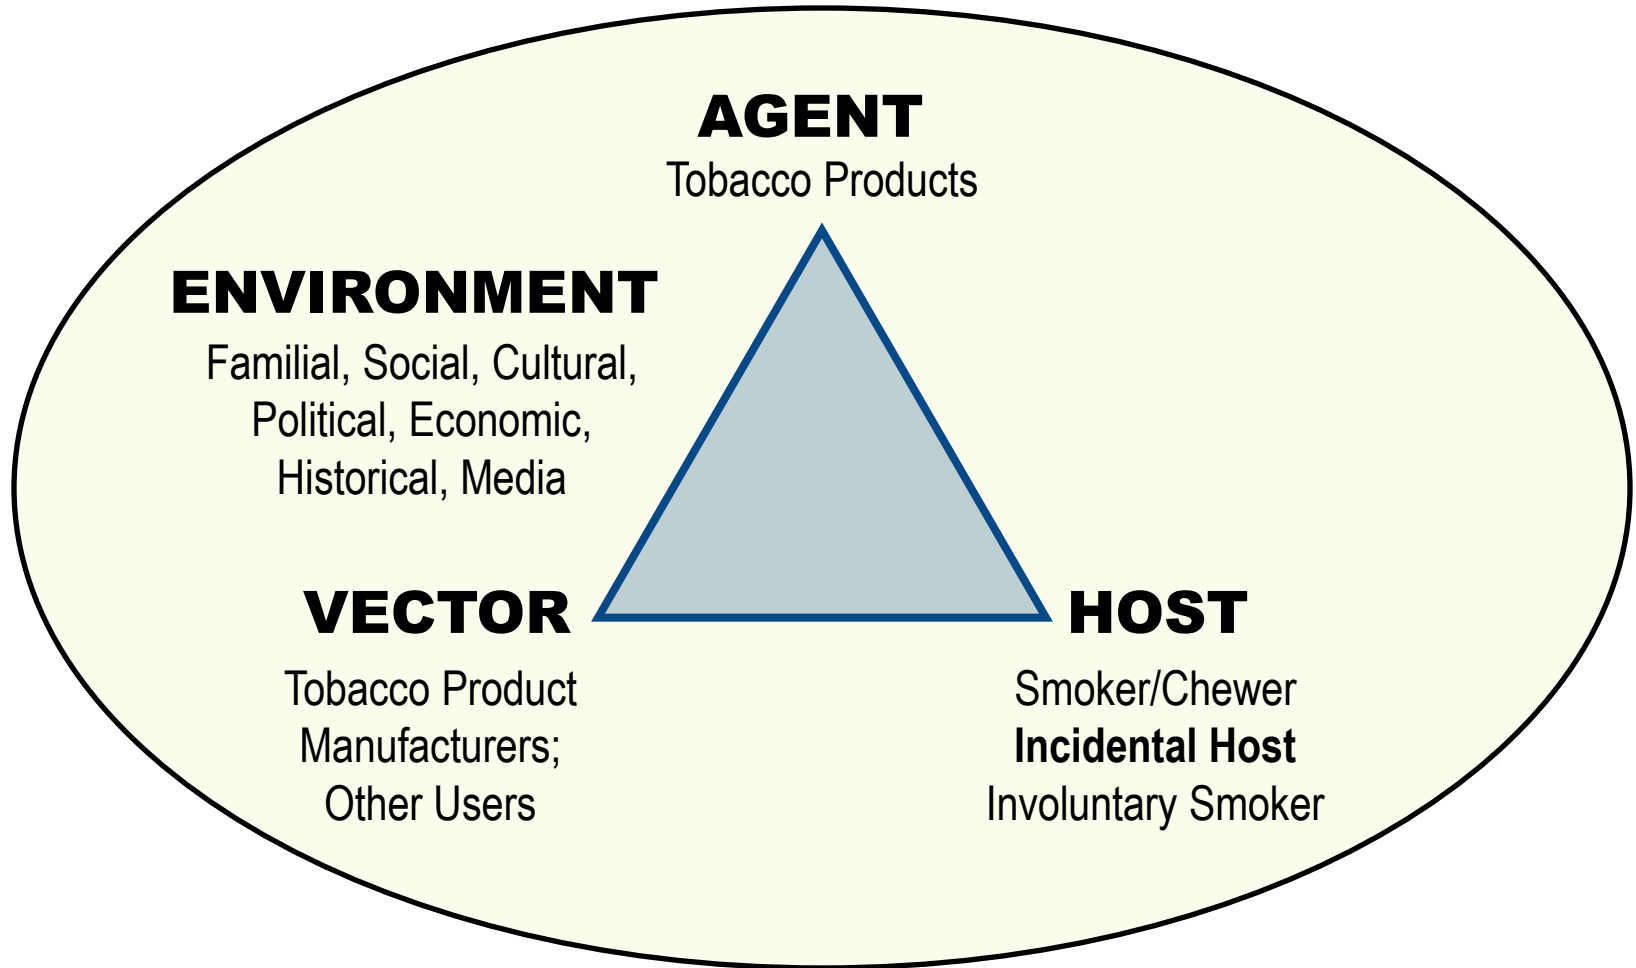 AGENT
Tobacco Products
ENVIRONMENT
Familial, Social, Cultural,
Political, Economic,
Historical, Media
VECTOR
Tobacco Product
Manufacturers;
Other Users
HOST
Smoker/Chewer
Incidental Host
Involuntary Smoker